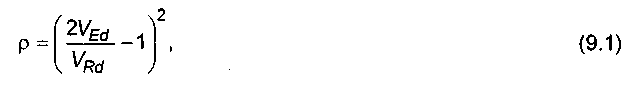 ρ = (2V_Ed / V_Rd − 1)², (9.1)